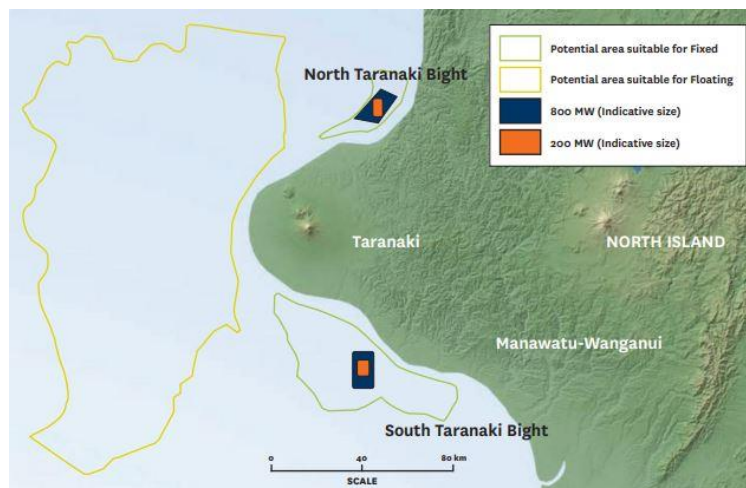 Potential area suitable for Fixed
Potential area suitable for Floating
800 MW (Indicative size)
200 MW (Indicative size)
North Taranaki Bight
Taranaki
NORTH ISLAND
Manawatu-Wanganui
South Taranaki Bight
0 40 80 km
SCALE